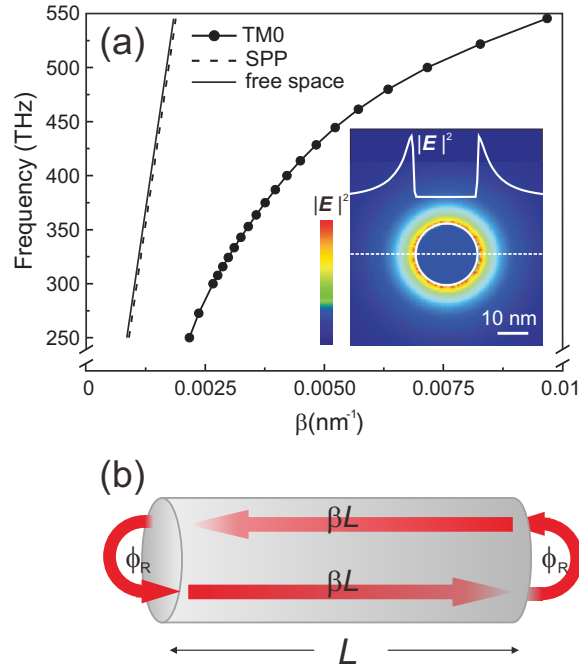 (a)
TM0
SPP
free space
550
500
450
400
350
300
250
Frequency (THz)
|E|²
|E|²
10 nm
0
0.0025
0.0050
0.0075
0.01
β(nm⁻¹)
(b)
βL
ϕR
ϕR
βL
L